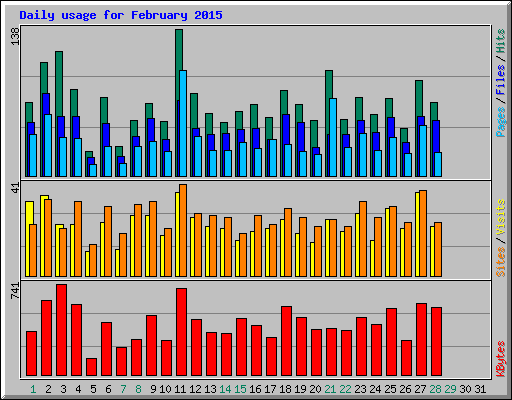 Daily usage for February 2015
138
Pages / Files / Hits
41
Sites / Visits
741
KBytes
1 2 3 4 5 6 7 8 9 10 11 12 13 14 15 16 17 18 19 20 21 22 23 24 25 26 27 28 29 30 31